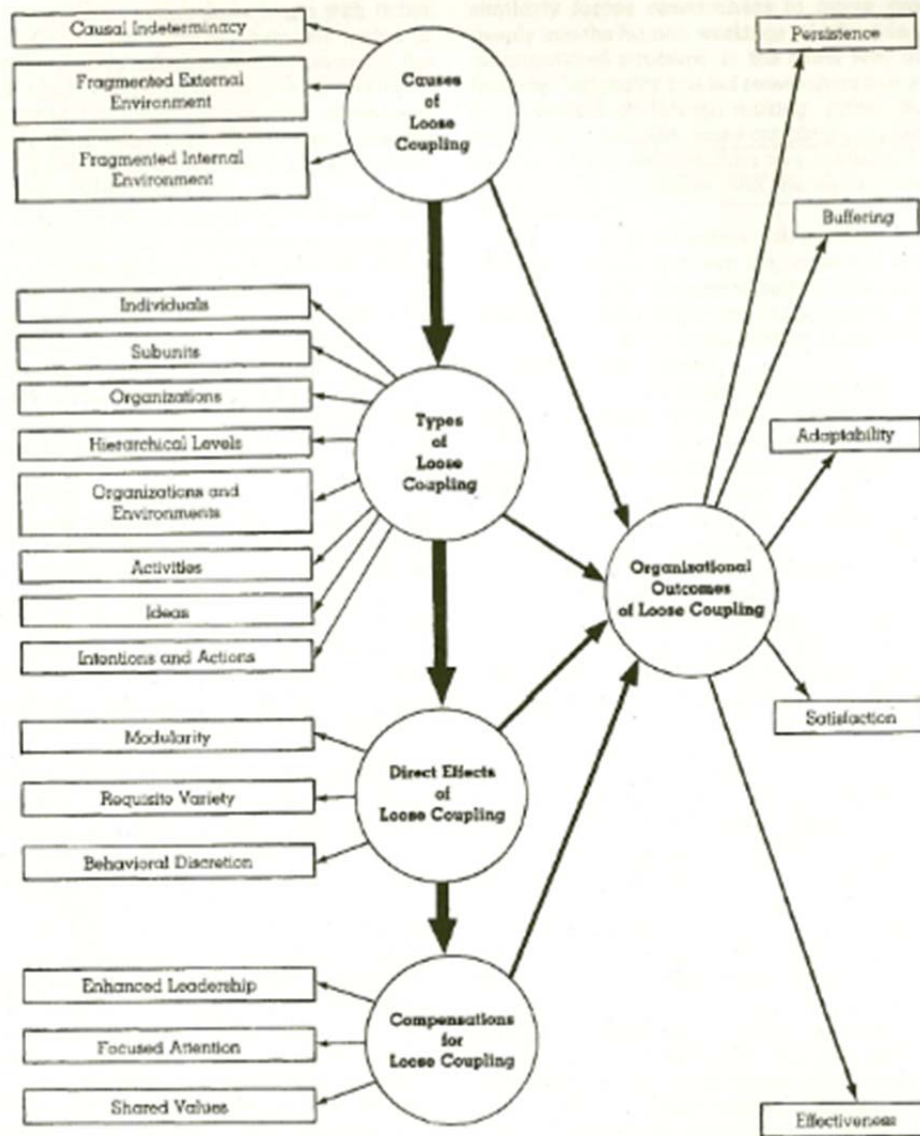 Causal Indeterminacy
Fragmented External
Environment
Fragmented Internal
Environment
Causes
of
Loose
Coupling
Individuals
Subunits
Organizations
Hierarchical Levels
Organizations and
Environments
Activities
Ideas
Intentions and Actions
Types
of
Loose
Coupling
Modularity
Requisite Variety
Behavioral Discretion
Direct Effects
of
Loose Coupling
Enhanced Leadership
Focused Attention
Shared Values
Compensations
for
Loose Coupling
Organizational
Outcomes
of Loose Coupling
Persistence
Buffering
Adaptability
Satisfaction
Effectiveness